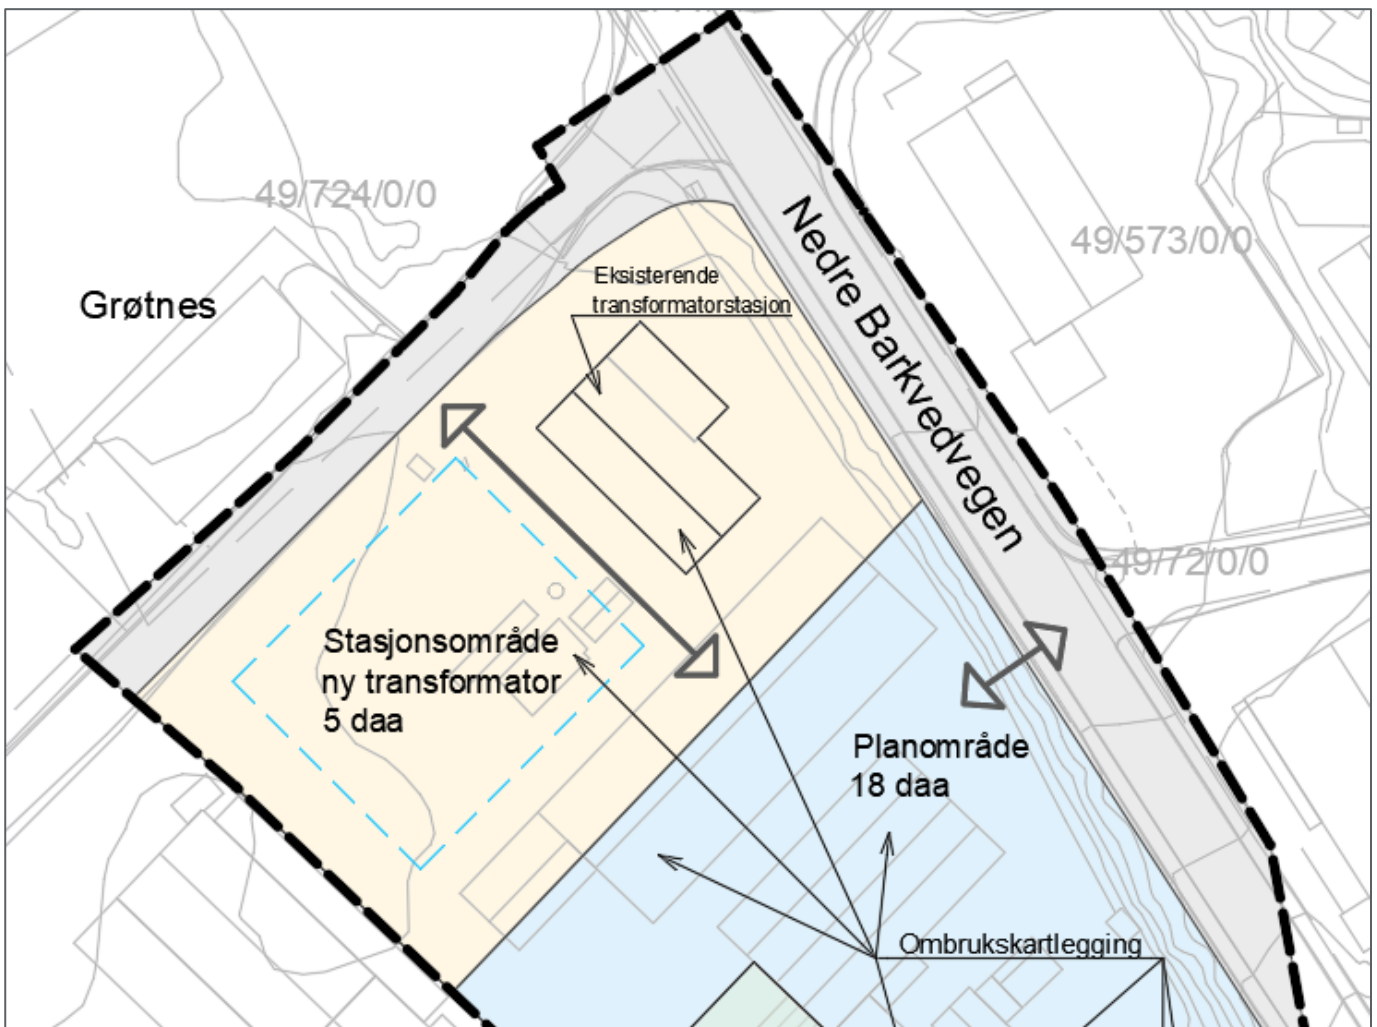 49/724/0/0
Nedre Barkvedvegen
49/573/0/0
Eksisterende
transformatorstasjon
Grøtnes
49/72/0/0
Stasjonsområde
ny transformator
5 daa
Planområde
18 daa
Ombrukskartlegging